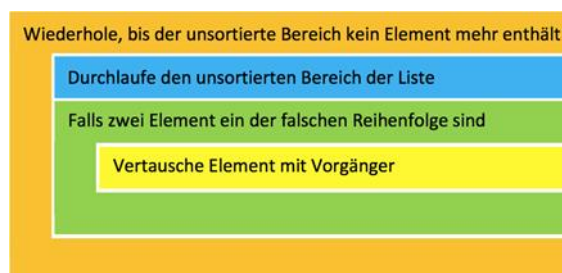 Wiederhole, bis der unsortierte Bereich kein Element mehr enthält
Durchlaufe den unsortierten Bereich der Liste
Falls zwei Element ein der falschen Reihenfolge sind
Vertausche Element mit Vorgänger